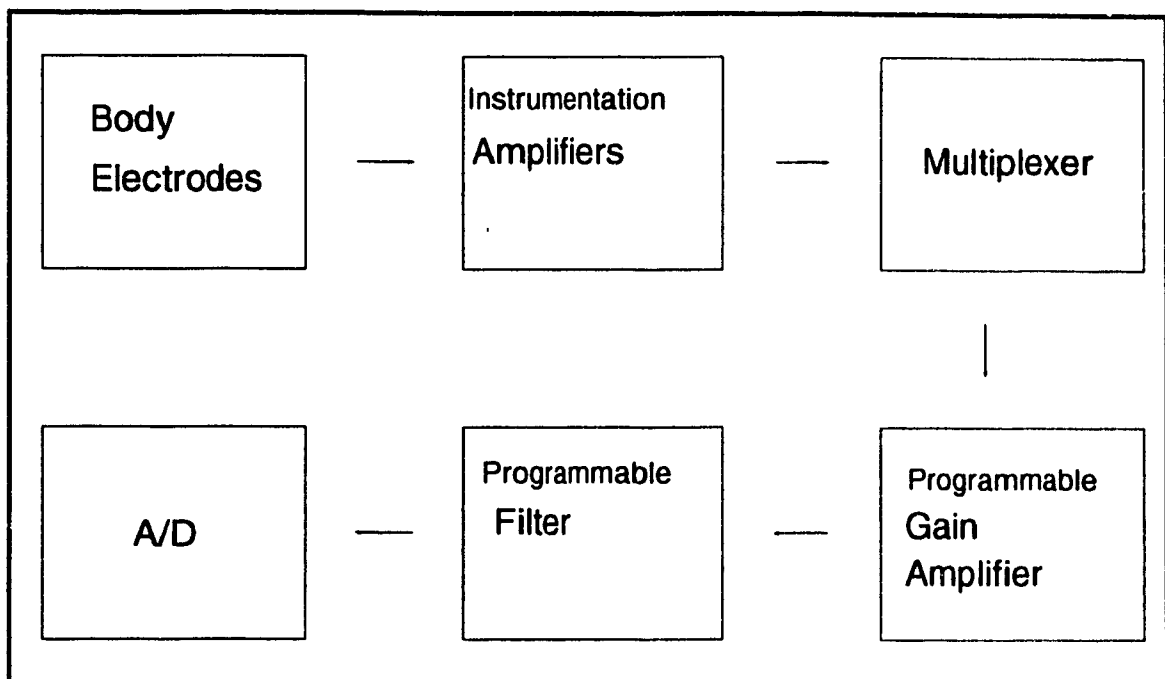 Body
Electrodes
Instrumentation
Amplifiers
Multiplexer
A/D
Programmable
Filter
Programmable
Gain
Amplifier